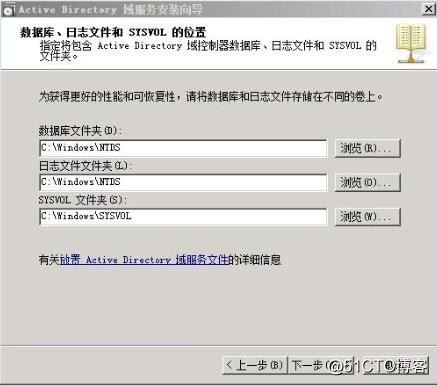 Active Directory 域服务安装向导
数据库、日志文件和 SYSVOL 的位置
指定将包含 Active Directory 域控制器数据库、日志文件和 SYSVOL 的
文件夹。
为获得更好的性能和可恢复性，请将数据库和日志文件存储在不同的卷上。
数据库文件夹(D):
C:\Windows\NTDS
浏览(R)...
日志文件文件夹(L):
C:\Windows\NTDS
浏览(O)...
SYSVOL 文件夹(S):
C:\Windows\SYSVOL
浏览(W)...
有关放置 Active Directory 域服务文件的详细信息
< 上一步(B)
下一步
@51CTO博客